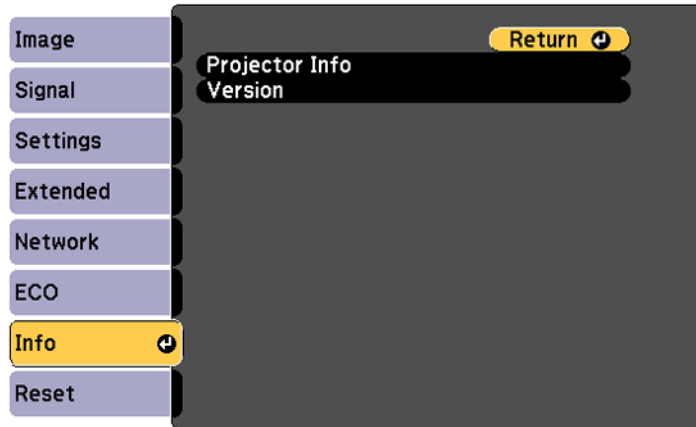 Image
Signal
Settings
Extended
Network
ECO
Info
Reset
Return
Projector Info
Version